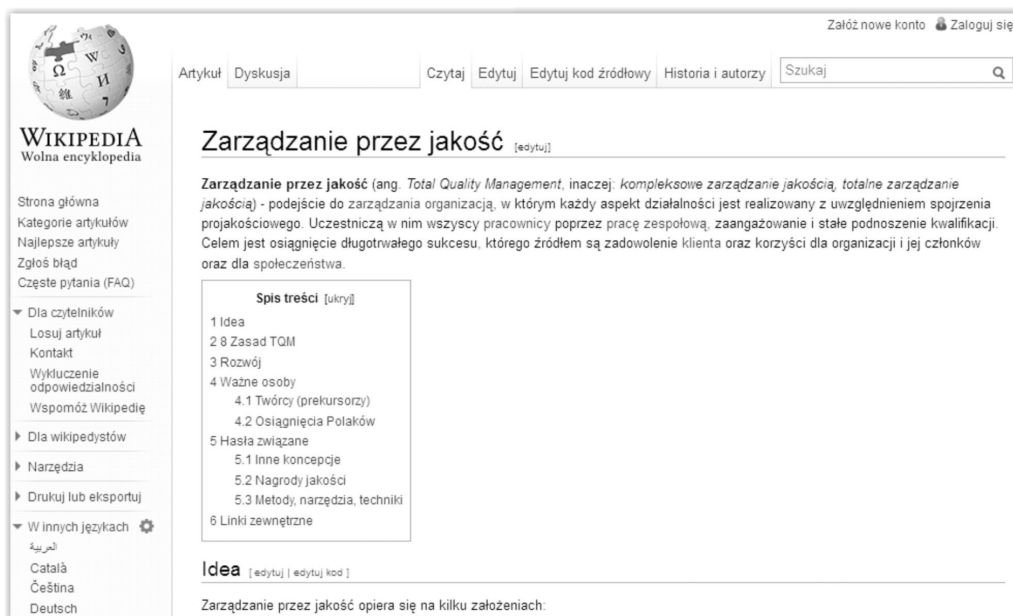 Załóż nowe konto Zaloguj się
Artykuł Dyskusja Czytaj Edytuj Edytuj kod źródłowy Historia i autorzy Szukaj
WIKIPEDIA
Wolna encyklopedia
Strona główna
Kategorie artykułów
Najlepsze artykuły
Zgłoś błąd
Częste pytania (FAQ)
Dla czytelników
Losuj artykuł
Kontakt
Wykluczenie
odpowiedzialności
Wspomóż Wikipedię
Dla wikipedystów
Narzędzia
Drukuj lub eksportuj
W innych językach
العربية
Català
Čeština
Deutsch
Zarządzanie przez jakość [edytuj]
Zarządzanie przez jakość (ang. Total Quality Management, inaczej: kompleksowe zarządzanie jakością, totalne zarządzanie
jakością) - podejście do zarządzania organizacją, w którym każdy aspekt działalności jest realizowany z uwzględnieniem spojrzenia
projakościowego. Uczestniczą w nim wszyscy pracownicy poprzez pracę zespołową, zaangażowanie i stałe podnoszenie kwalifikacji.
Celem jest osiągnięcie długotrwałego sukcesu, którego źródłem są zadowolenie klienta oraz korzyści dla organizacji i jej członków
oraz dla społeczeństwa.
Spis treści [ukryj]
1 Idea
2 8 Zasad TQM
3 Rozwój
4 Ważne osoby
4.1 Twórcy (prekursorzy)
4.2 Osiągnięcia Polaków
5 Hasła związane
5.1 Inne koncepcje
5.2 Nagrody jakości
5.3 Metody, narzędzia, techniki
6 Linki zewnętrzne
Idea [ edytuj | edytuj kod ]
Zarządzanie przez jakość opiera się na kilku założeniach: